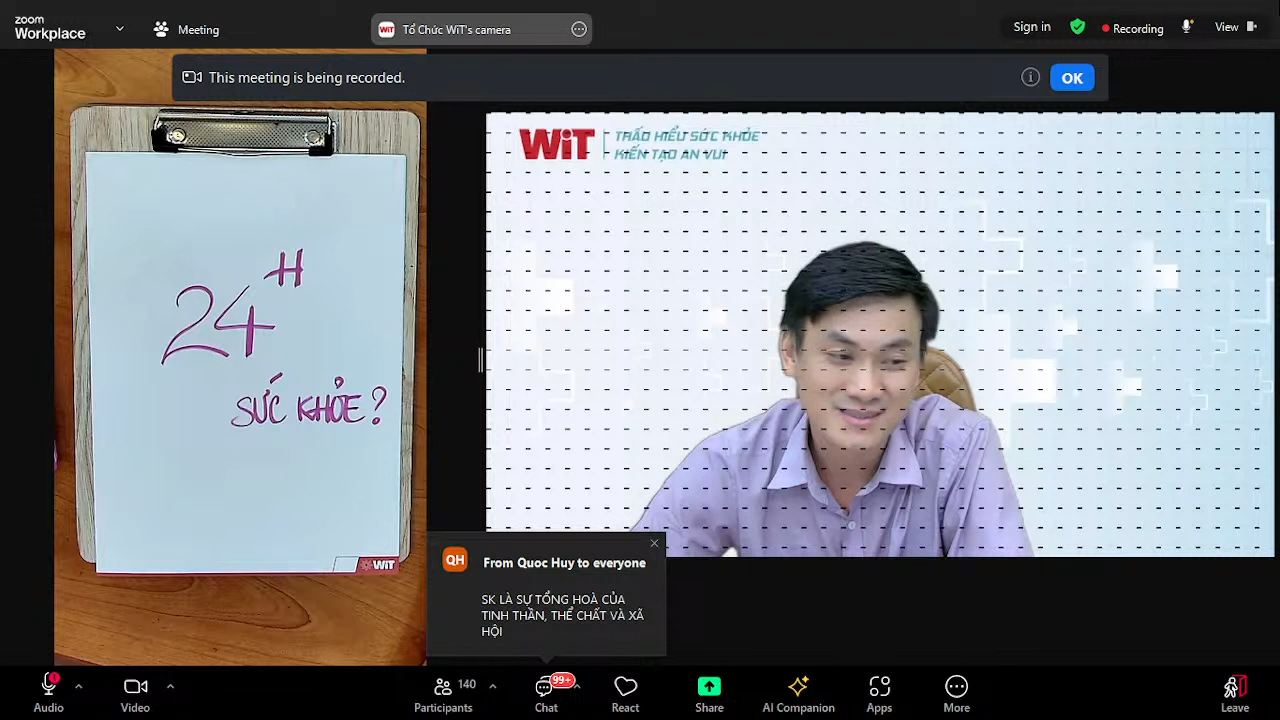 zoom
Workplace
Meeting
WiT
Tổ Chức WiT's camera
Sign in
Recording
View
This meeting is being recorded.
OK
WiT
THẤU HIỂU SỨC KHỎE
KIẾN TẠO AN VUI
24H
SỨC KHỎE?
WiT
QH
From Quoc Huy to everyone
SK LÀ SỰ TỔNG HOÀ CỦA
TINH THẦN, THỂ CHẤT VÀ XÃ
HỘI
1
140
99+
Audio
Video
Participants
Chat
React
Share
AI Companion
Apps
More
Leave